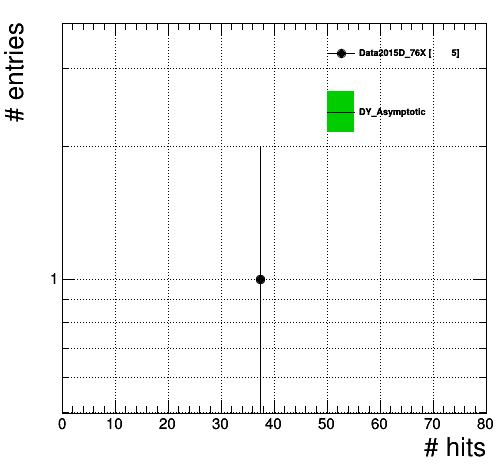 # entries
Data2015D_76X [ 5]
DY_Asymptotic
1
0 10 20 30 40 50 60 70 80
# hits